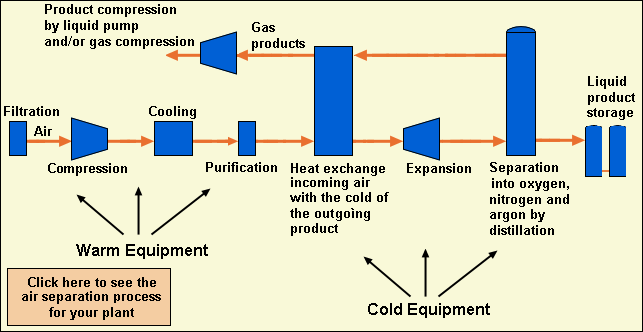 Product compression
by liquid pump
and/or gas compression
Gas
products
Filtration
Air
Compression
Cooling
Purification
Heat exchange
incoming air
with the cold of
the outgoing
product
Expansion
Separation
into oxygen,
nitrogen and
argon by
distillation
Liquid
product
storage
Warm Equipment
Cold Equipment
Click here to see the
air separation process
for your plant